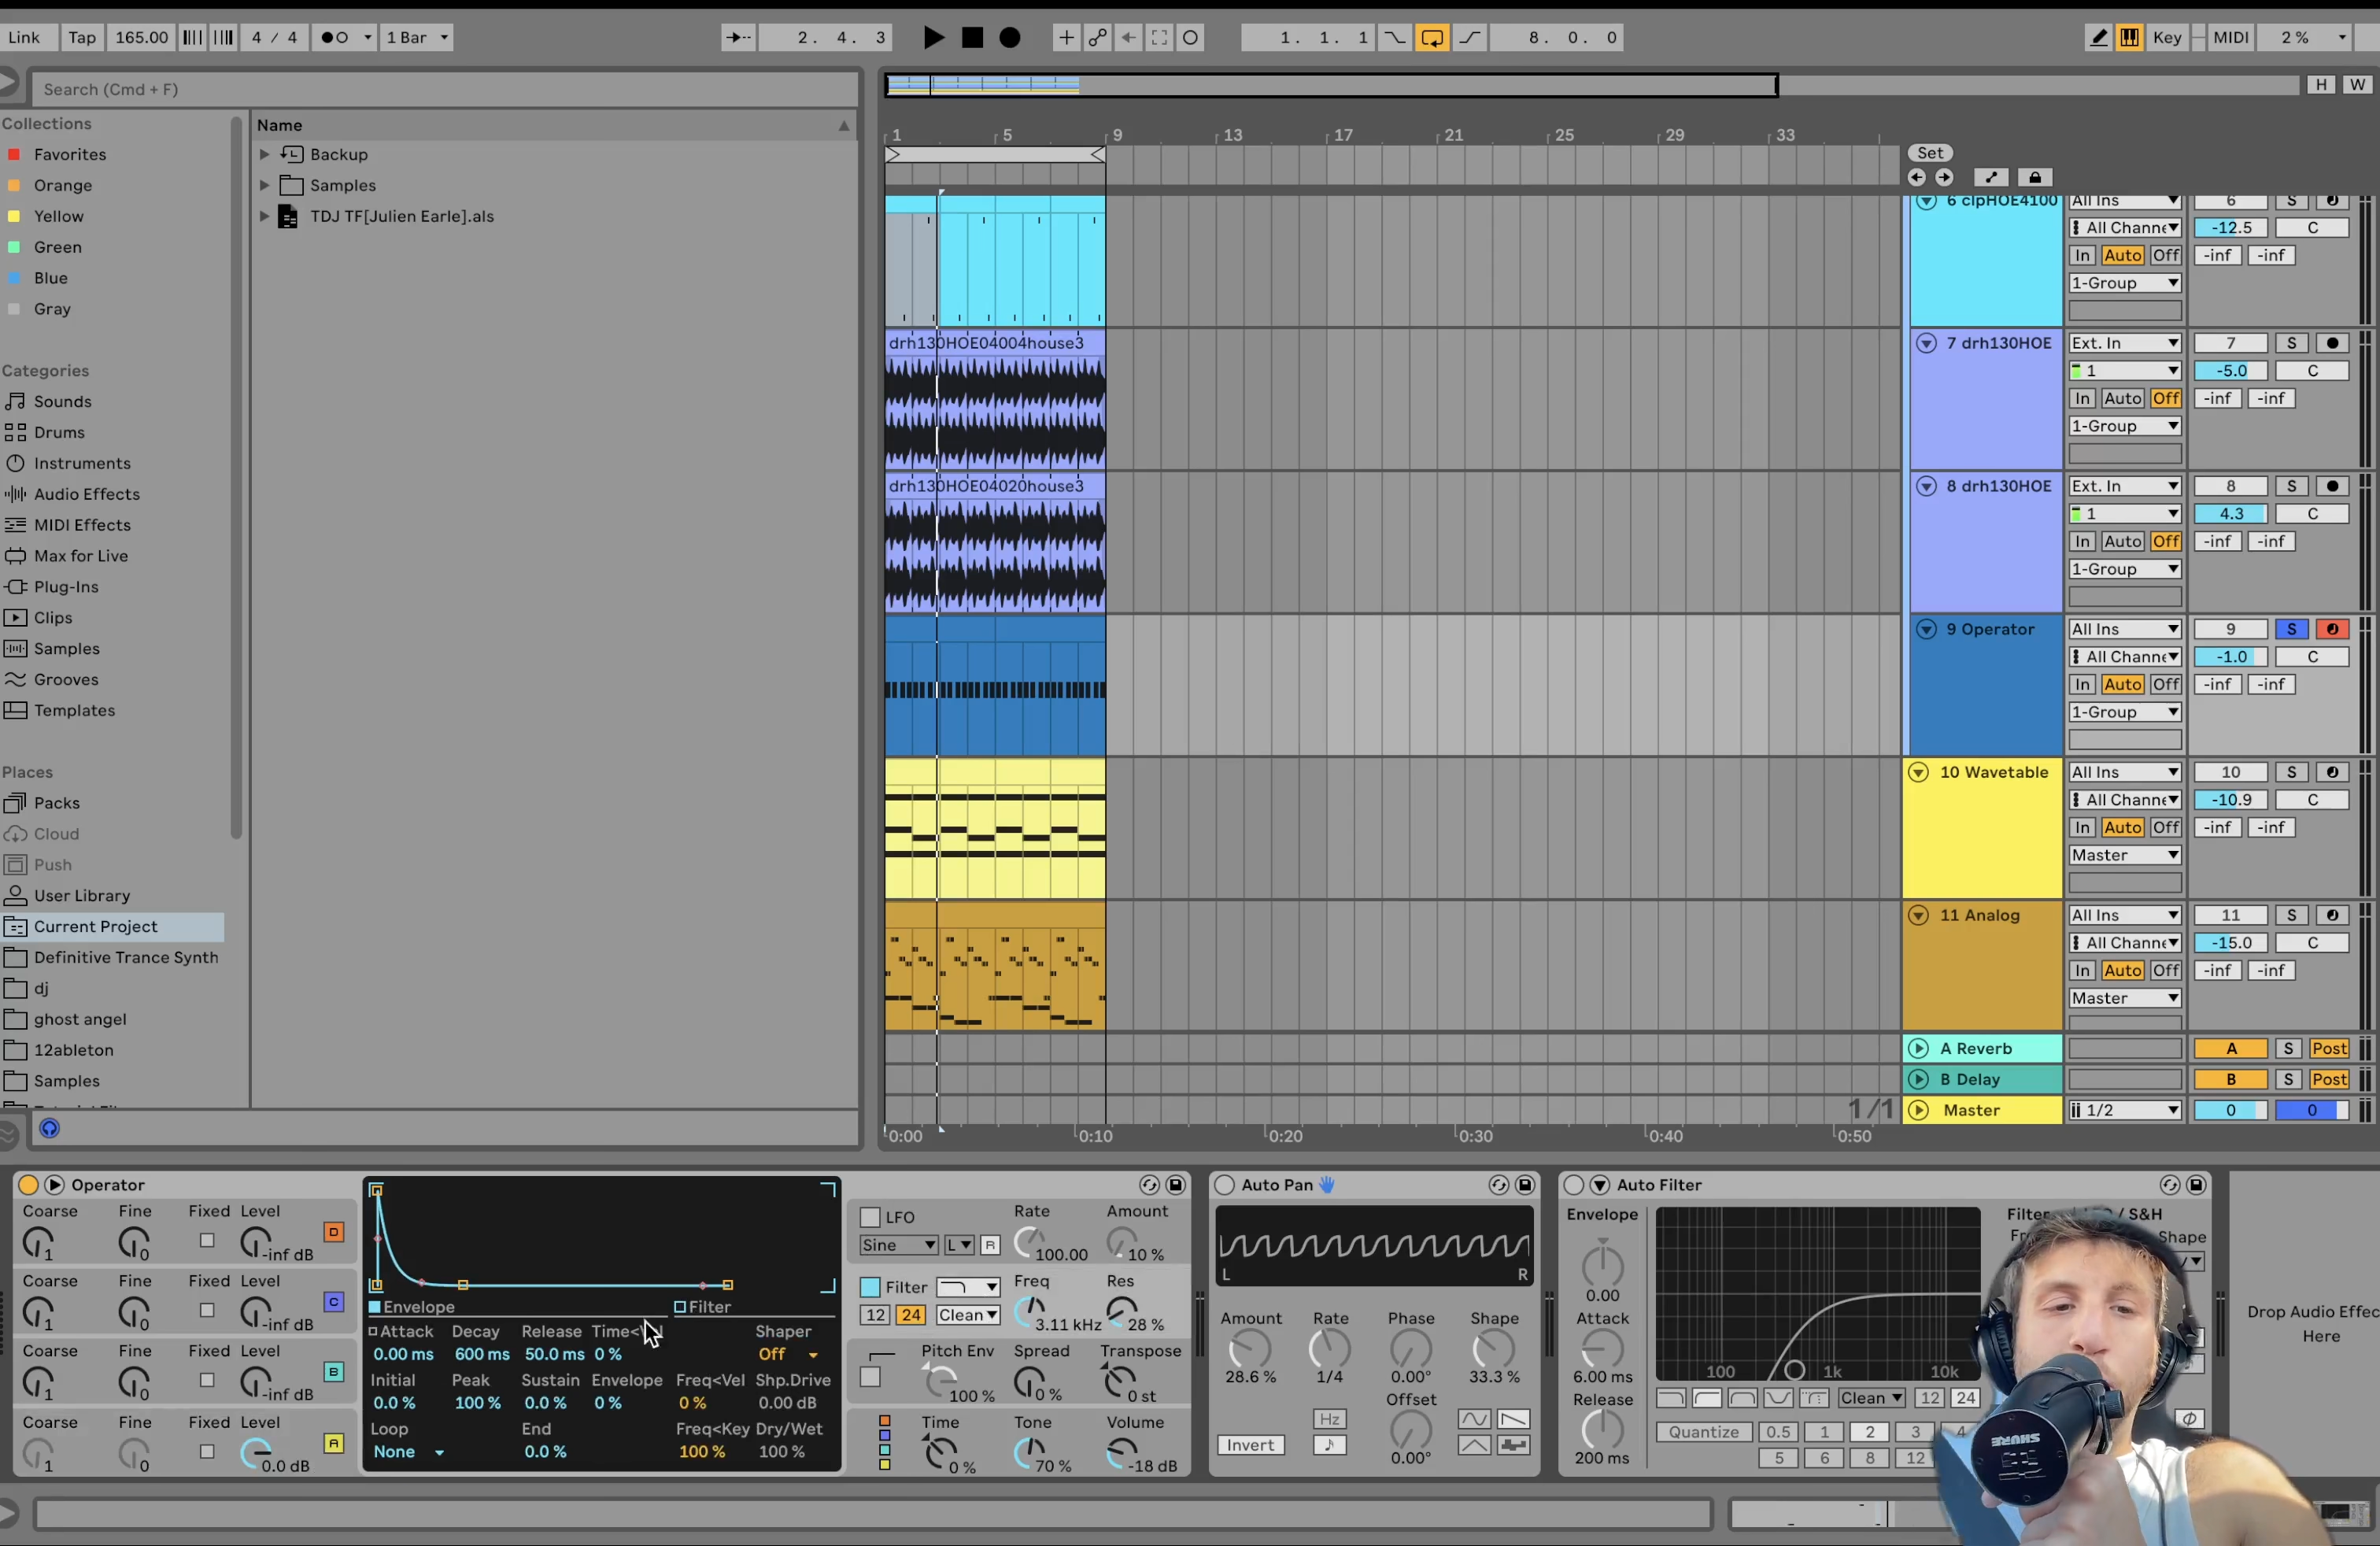 Link Tap 165.00 4 / 4 1 Bar 2. 4. 3 1. 1. 1 8. 0. 0 Key MIDI 2 %
Search (Cmd + F)
H W
Collections
Favorites
Orange
Yellow
Green
Blue
Gray
Categories
Sounds
Drums
Instruments
Audio Effects
MIDI Effects
Max for Live
Plug-Ins
Clips
Samples
Grooves
Templates
Places
Packs
Cloud
Push
User Library
Current Project
Definitive Trance Synth
dj
ghost angel
12ableton
Samples
Name
Backup
Samples
TDJ TF[Julien Earle].als
1 5 9 13 17 21 25 29 33
Set
drh130HOE04004house3
drh130HOE04020house3
1/1
0:00 0:10 0:20 0:30 0:40 0:50
6 clpHOE4100 All Ins 6 S
All Channe -12.5 C
In Auto Off -inf -inf
1-Group
7 drh130HOE Ext. In 7 S
1 -5.0 C
In Auto Off -inf -inf
1-Group
8 drh130HOE Ext. In 8 S
1 4.3 C
In Auto Off -inf -inf
1-Group
9 Operator All Ins 9 S
All Channe -1.0 C
In Auto Off -inf -inf
1-Group
10 Wavetable All Ins 10 S
All Channe -10.9 C
In Auto Off -inf -inf
Master
11 Analog All Ins 11 S
All Channe -15.0 C
In Auto Off -inf -inf
Master
A Reverb A S Post
B Delay B S Post
Master 1/2 0 0
Operator
Coarse Fine Fixed Level D
1 0 -inf dB
Coarse Fine Fixed Level C
1 0 -inf dB
Coarse Fine Fixed Level B
1 0 -inf dB
Coarse Fine Fixed Level A
1 0 0.0 dB
Envelope Filter
Attack Decay Release Shaper
0.00 ms 600 ms 50.0 ms 0 % Off
Initial Peak Sustain Envelope Freq<Vel Shp.Drive
0.0 % 100 % 0.0 % 0 % 0 % 0.00 dB
Loop End Freq<Key Dry/Wet
None 0.0 % 100 % 100 %
LFO Rate Amount
Sine L R 100.00 10 %
Filter Freq Res
12 24 Clean 3.11 kHz 28 %
Pitch Env Spread Transpose
100 % 0 % 0 st
Time Tone Volume
0 % 70 % -18 dB
Auto Pan
L R
Amount Rate Phase Shape
28.6 % 1/4 0.00° 33.3 %
Offset
Hz
Invert 0.00°
Auto Filter
Envelope
0.00
Attack
6.00 ms
Release
200 ms
100 1k 10k
Clean 12 24
Quantize 0.5 1 2 3 4
5 6 8 12
Filter / S&H
Shape
Drop Audio Effec
Here
SHURE